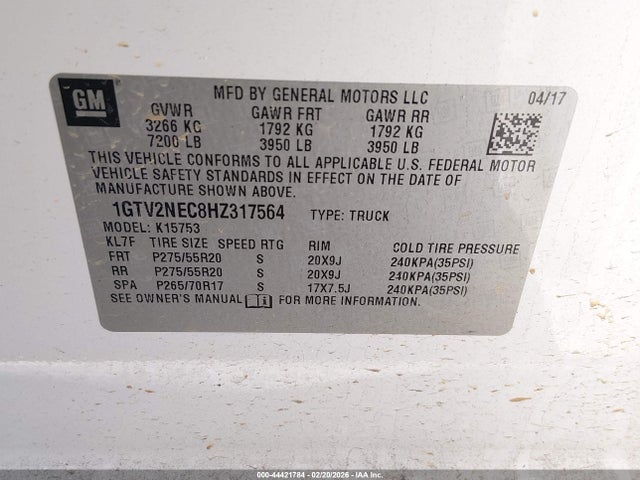 GM
MFD BY GENERAL MOTORS LLC 04/17
GVWR GAWR FRT GAWR RR
3266 KG 1792 KG 1792 KG
7200 LB 3950 LB 3950 LB
THIS VEHICLE CONFORMS TO ALL APPLICABLE U.S. FEDERAL MOTOR
VEHICLE SAFETY STANDARDS IN EFFECT ON THE DATE OF
MANUFACTURE SHOWN ABOVE.
1GTV2NEC8HZ317564 TYPE: TRUCK
MODEL: K15753
KL7F TIRE SIZE SPEED RTG RIM COLD TIRE PRESSURE
FRT P275/55R20 S 20X9J 240KPA(35PSI)
RR P275/55R20 S 20X9J 240KPA(35PSI)
SPA P265/70R17 S 17X7.5J 240KPA(35PSI)
SEE OWNER'S MANUAL FOR MORE INFORMATION.
000-44421784 - 02/20/2026 - IAA, Inc.